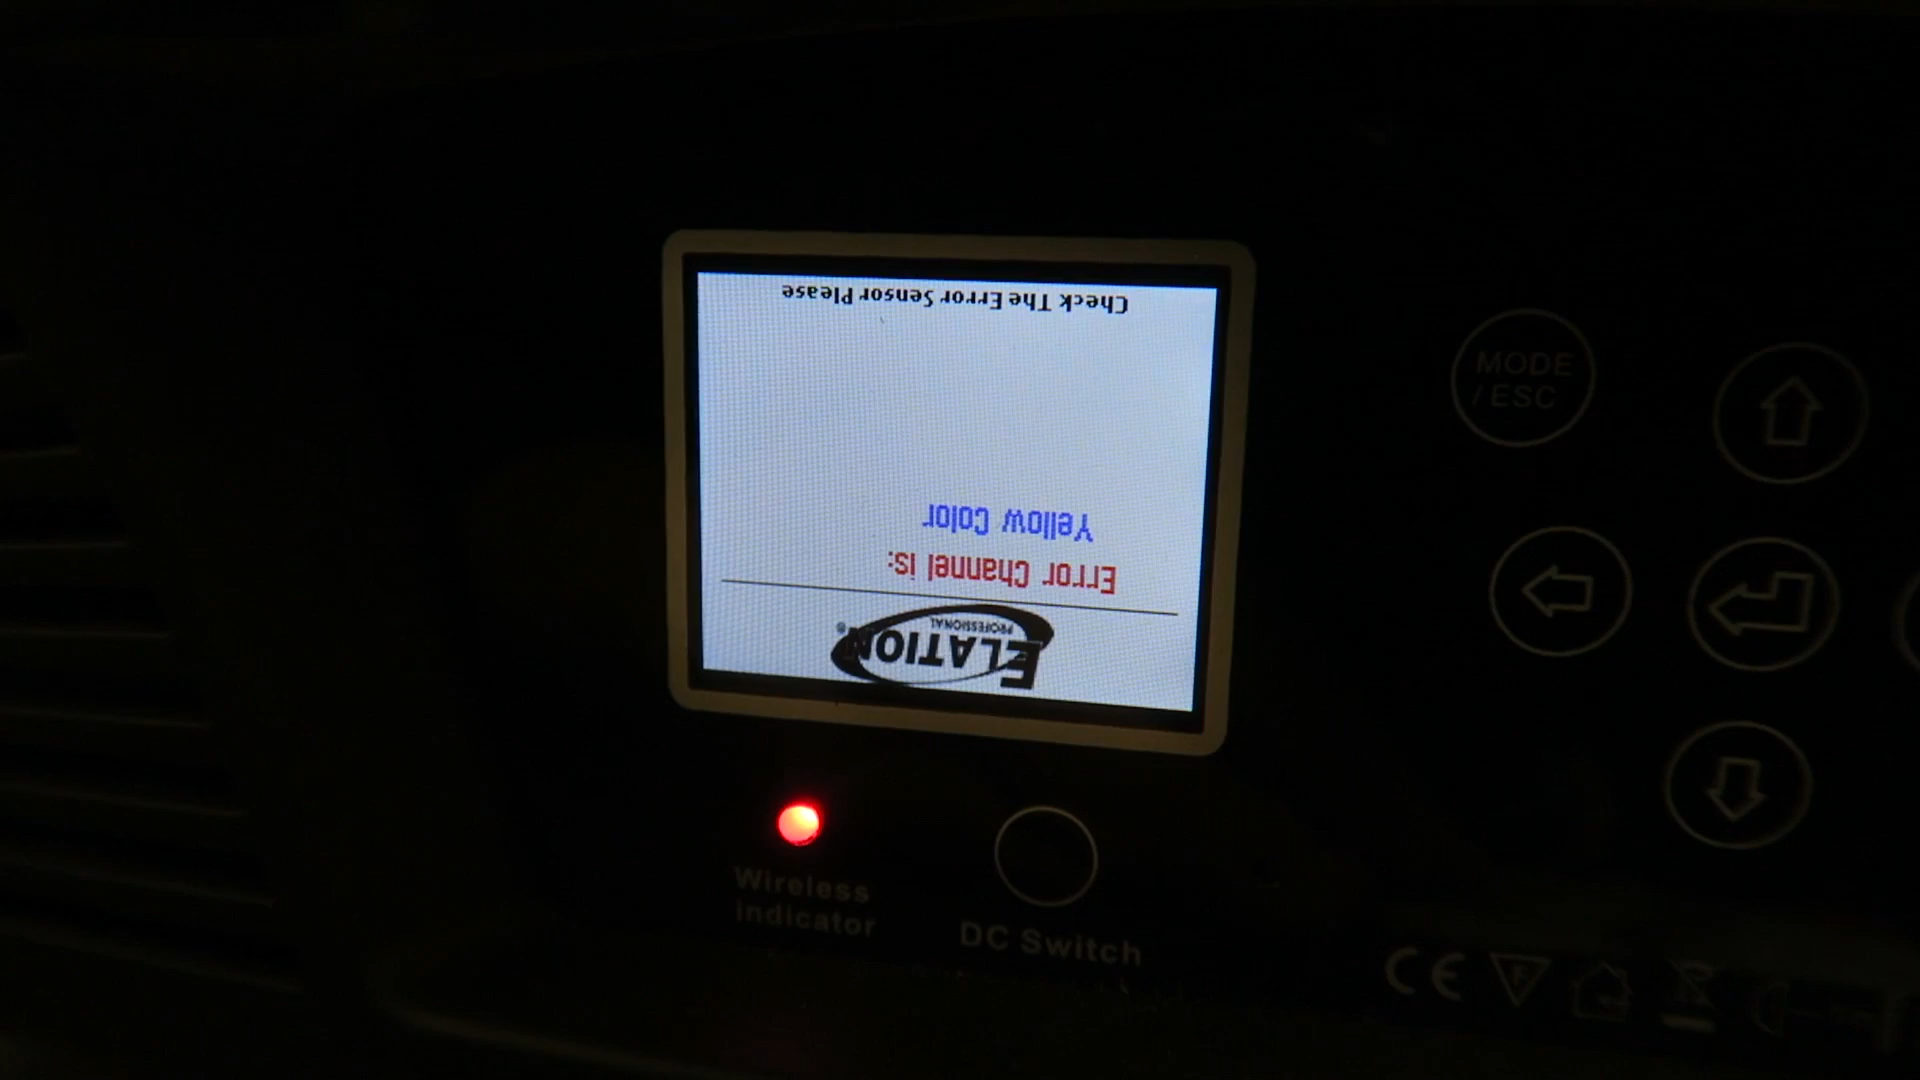 ELATION®
PROFESSIONAL
Error Channel is:
Yellow Color
Check The Error Sensor Please
MODE
/ ESC
Wireless
indicator
DC Switch
CE
F